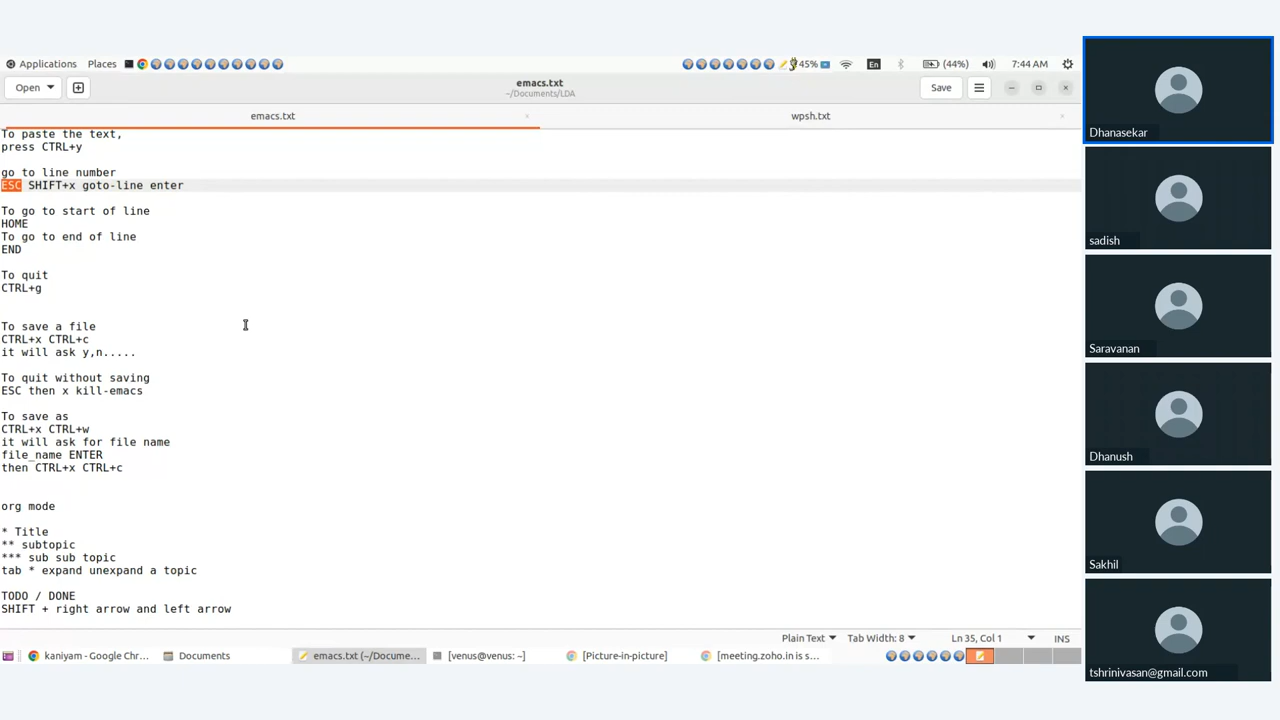 Applications Places 45% En (44%) 7:44 AM
Open emacs.txt Save
~/Documents/LDA
emacs.txt wpsh.txt
To paste the text,
press CTRL+y
go to line number
ESC SHIFT+x goto-line enter
To go to start of line
HOME
To go to end of line
END
To quit
CTRL+g
To save a file
CTRL+x CTRL+c
it will ask y,n.....
To quit without saving
ESC then x kill-emacs
To save as
CTRL+x CTRL+w
it will ask for file name
file_name ENTER
then CTRL+x CTRL+c
org mode
* Title
** subtopic
*** sub sub topic
tab * expand unexpand a topic
TODO / DONE
SHIFT + right arrow and left arrow
Plain Text Tab Width: 8 Ln 35, Col 1 INS
kaniyam - Google Chr... Documents emacs.txt (~/Docume... [venus@venus: ~] [Picture-in-picture] [meeting.zoho.in is s...
Dhanasekar
sadish
Saravanan
Dhanush
Sakhil
tshrinivasan@gmail.com